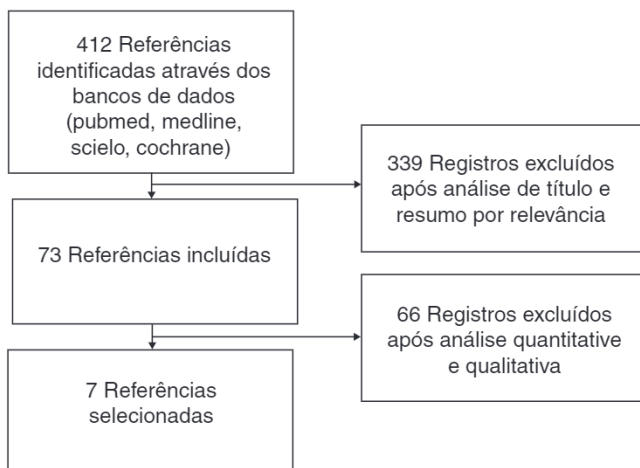 412 Referências
identificadas através dos
bancos de dados
(pubmed, medline,
scielo, cochrane)
339 Registros excluídos
após análise de título e
resumo por relevância
73 Referências incluídas
66 Registros excluídos
após análise quantitative
e qualitativa
7 Referências
selecionadas